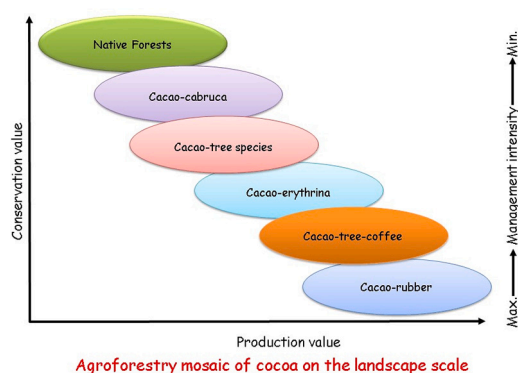 Native Forests
Cacao-cabruca
Cacao-tree species
Cacao-erythrina
Cacao-tree-coffee
Cacao-rubber
Conservation value
Production value
Max. Management intensity Min.
Agroforestry mosaic of cocoa on the landscape scale